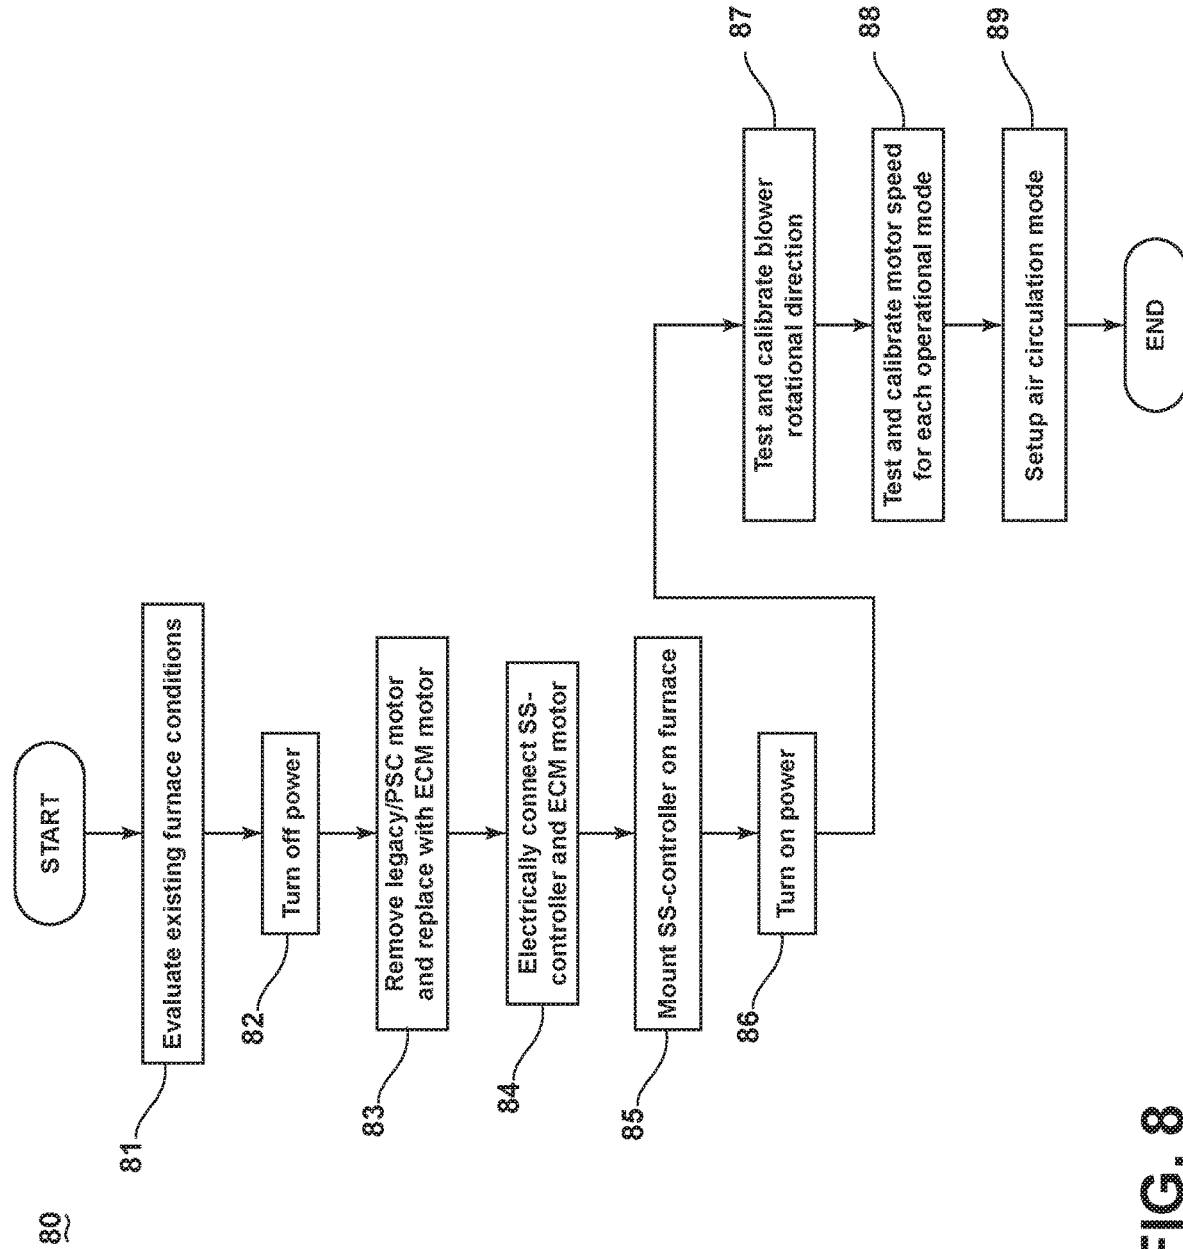 80
START
81
Evaluate existing furnace conditions
82
Turn off power
83
Remove legacy/PSC motor
and replace with ECM motor
84
Electrically connect SS-
controller and ECM motor
85
Mount SS-controller on furnace
86
Turn on power
87
Test and calibrate blower
rotational direction
88
Test and calibrate motor speed
for each operational mode
89
Setup air circulation mode
END
FIG. 8